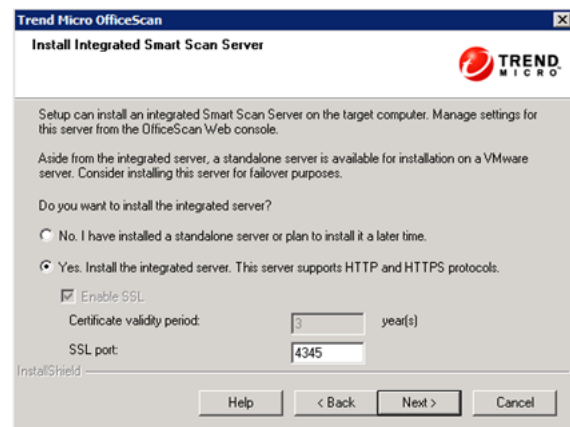 Trend Micro OfficeScan
Install Integrated Smart Scan Server
TREND
MICRO
Setup can install an integrated Smart Scan Server on the target computer. Manage settings for
this server from the OfficeScan Web console.
Aside from the integrated server, a standalone server is available for installation on a VMware
server. Consider installing this server for failover purposes.
Do you want to install the integrated server?
No. I have installed a standalone server or plan to install it a later time.
Yes. Install the integrated server. This server supports HTTP and HTTPS protocols.
Enable SSL
Certificate validity period: 3 year(s)
SSL port: 4345
InstallShield
Help < Back Next > Cancel